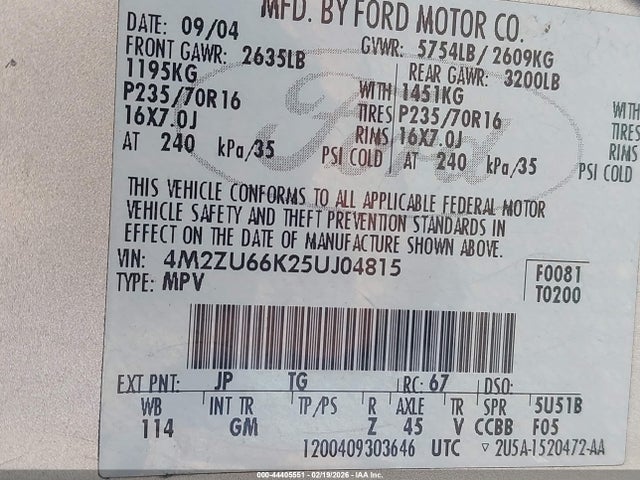 MFD. BY FORD MOTOR CO.
DATE: 09/04 GVWR: 5754LB/ 2609KG
FRONT GAWR: 2635LB REAR GAWR: 3200LB
1195KG WITH 1451KG WITH
P235/70R16 TIRES P235/70R16 TIRES
16X7.0J RIMS 16X7.0J RIMS
AT 240 kPa/35 PSI COLD AT 240 kPa/35 PSI COLD
THIS VEHICLE CONFORMS TO ALL APPLICABLE FEDERAL MOTOR
VEHICLE SAFETY AND THEFT PREVENTION STANDARDS IN
EFFECT ON THE DATE OF MANUFACTURE SHOWN ABOVE.
VIN: 4M2ZU66K25UJ04815
TYPE: MPV
F0081
T0200
EXT PNT: JP TG RC: 67 DSO:
WB INT TR TP/PS R AXLE TR SPR 5U51B
114 GM Z 45 V CCBB F05
1200409303646 UTC ▽ 2U5A-1520472-AA
Ford
000-44405551 - 02/19/2026 - IAA Inc.